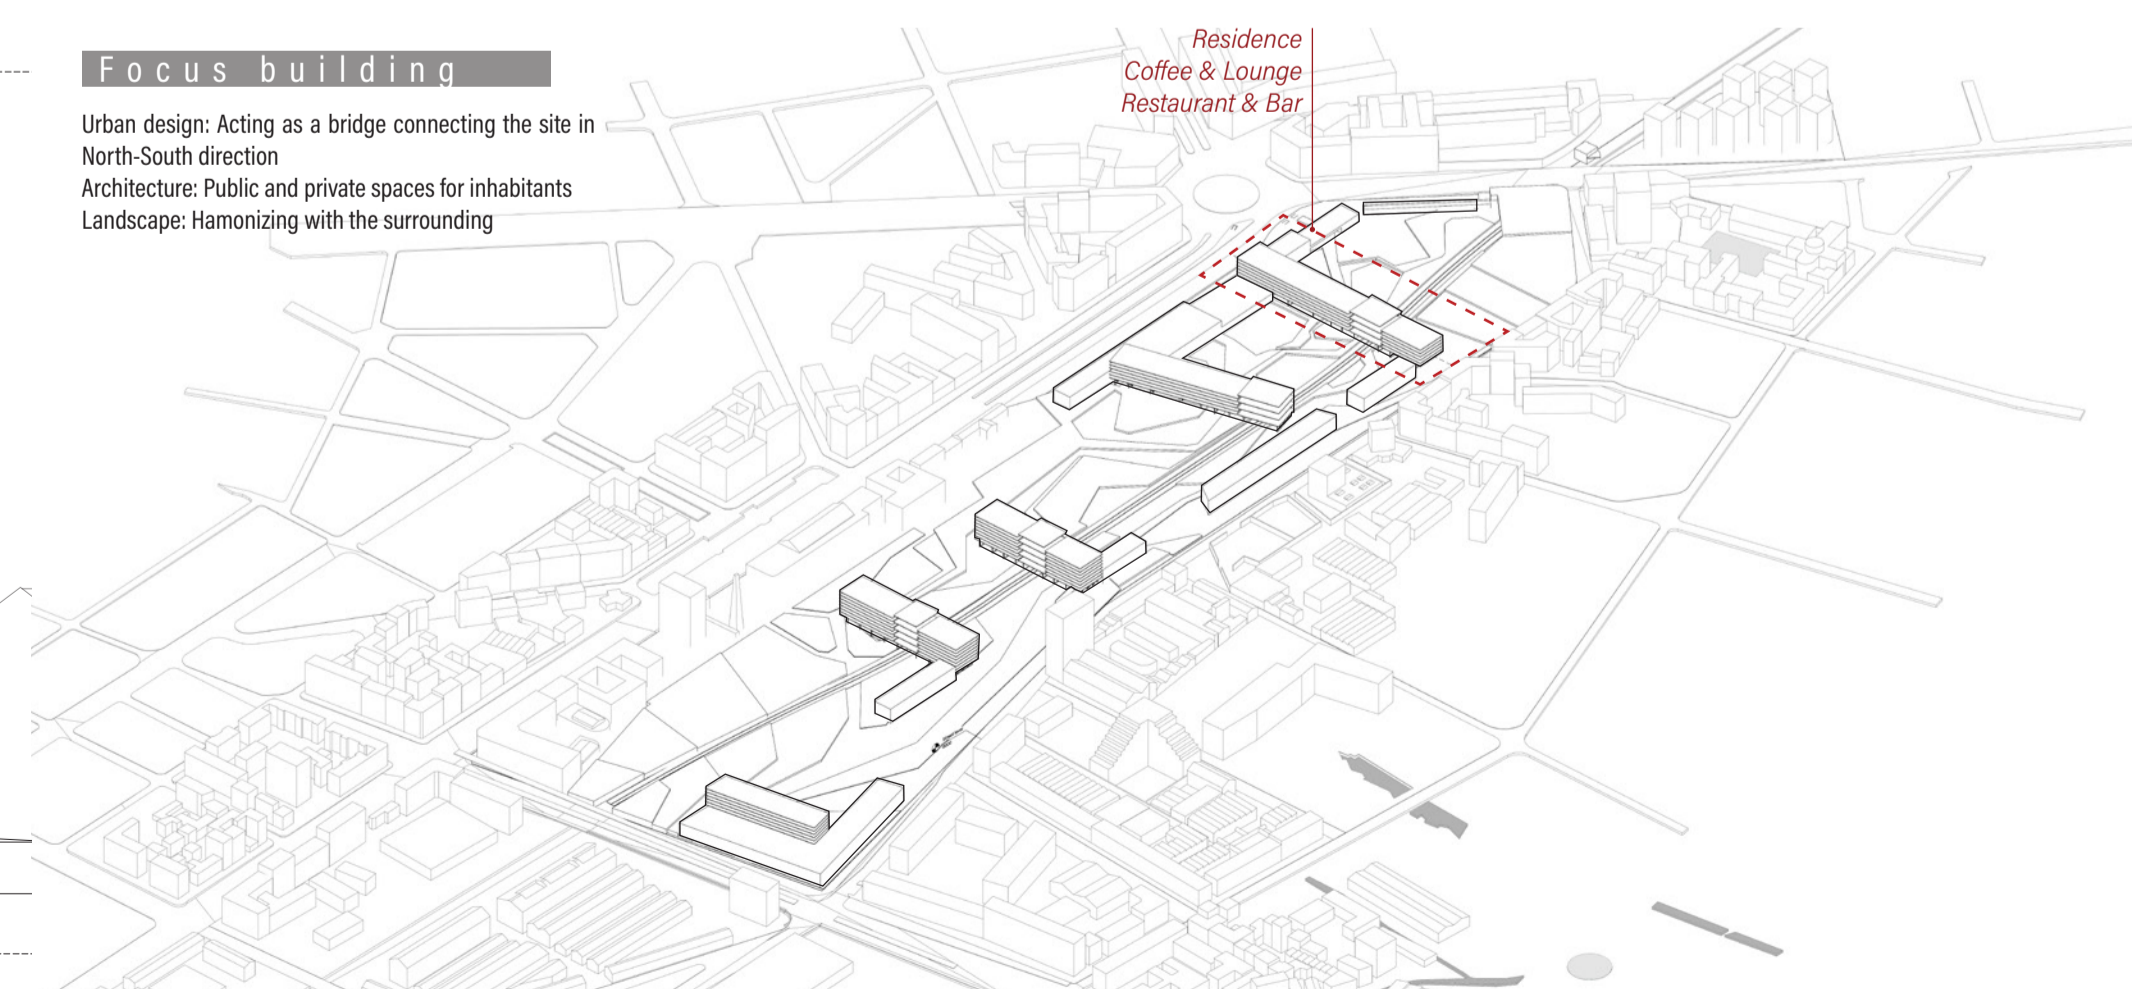 Focus building
Urban design: Acting as a bridge connecting the site in
North-South direction
Architecture: Public and private spaces for inhabitants
Landscape: Hamonizing with the surrounding
Residence
Coffee & Lounge
Restaurant & Bar